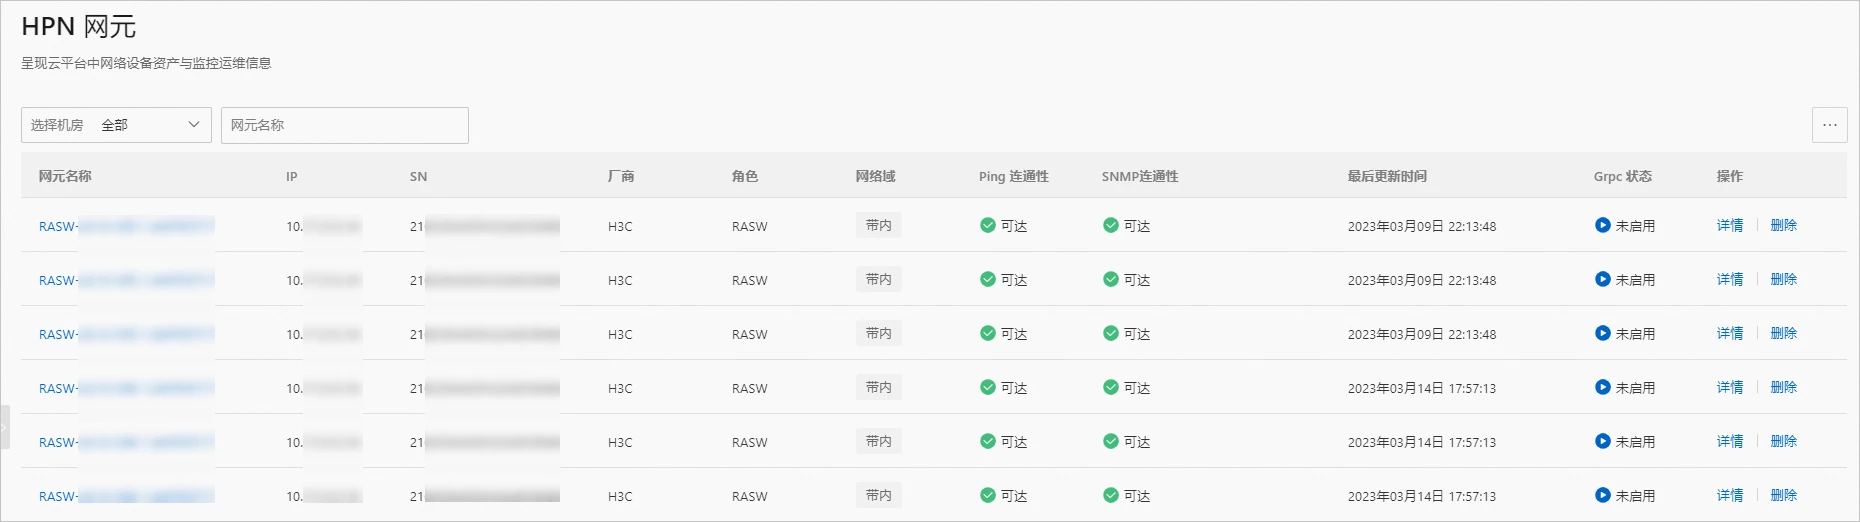 HPN 网元
呈现云平台中网络设备资产与监控运维信息
选择机房 全部 网元名称 ...
网元名称 IP SN 厂商 角色 网络域 Ping 连通性 SNMP连通性 最后更新时间 Grpc 状态 操作
RASW- 10. 21 H3C RASW 带内 可达 可达 2023年03月09日 22:13:48 未启用 详情 删除
RASW- 10. 21 H3C RASW 带内 可达 可达 2023年03月09日 22:13:48 未启用 详情 删除
RASW- 10. 21 H3C RASW 带内 可达 可达 2023年03月09日 22:13:48 未启用 详情 删除
RASW- 10. 21 H3C RASW 带内 可达 可达 2023年03月14日 17:57:13 未启用 详情 删除
RASW- 10. 21 H3C RASW 带内 可达 可达 2023年03月14日 17:57:13 未启用 详情 删除
RASW- 10. 21 H3C RASW 带内 可达 可达 2023年03月14日 17:57:13 未启用 详情 删除